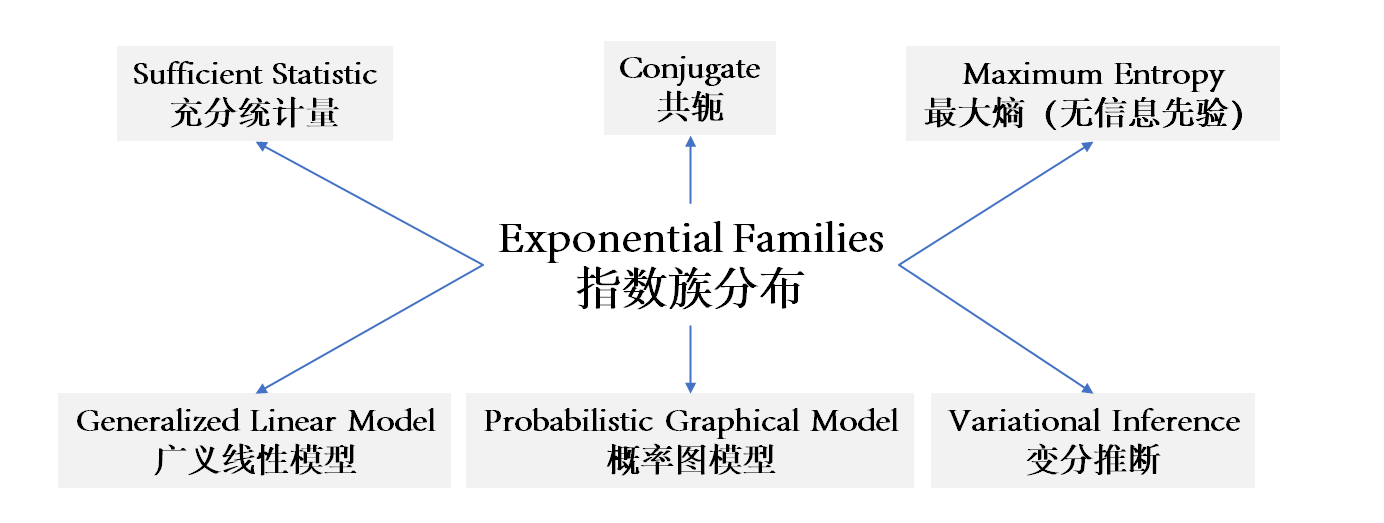 Sufficient Statistic
充分统计量
Conjugate
共轭
Maximum Entropy
最大熵（无信息先验）
Exponential Families
指数族分布
Generalized Linear Model
广义线性模型
Probabilistic Graphical Model
概率图模型
Variational Inference
变分推断